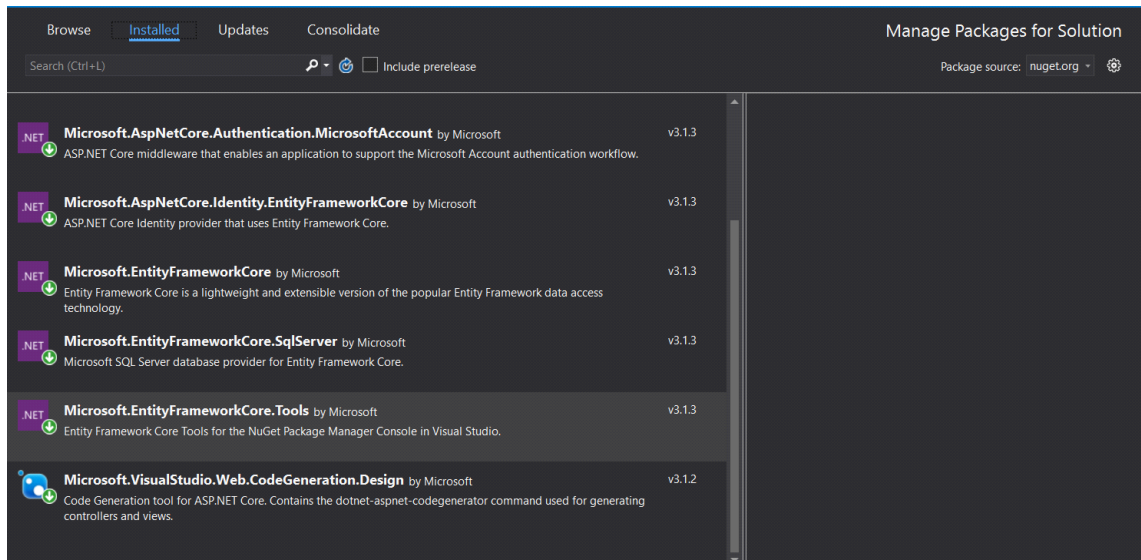 Browse Installed Updates Consolidate Manage Packages for Solution
Search (Ctrl+L) Include prerelease Package source: nuget.org
.NET Microsoft.AspNetCore.Authentication.MicrosoftAccount by Microsoft v3.1.3
ASP.NET Core middleware that enables an application to support the Microsoft Account authentication workflow.
.NET Microsoft.AspNetCore.Identity.EntityFrameworkCore by Microsoft v3.1.3
ASP.NET Core Identity provider that uses Entity Framework Core.
.NET Microsoft.EntityFrameworkCore by Microsoft v3.1.3
Entity Framework Core is a lightweight and extensible version of the popular Entity Framework data access
technology.
.NET Microsoft.EntityFrameworkCore.SqlServer by Microsoft v3.1.3
Microsoft SQL Server database provider for Entity Framework Core.
.NET Microsoft.EntityFrameworkCore.Tools by Microsoft v3.1.3
Entity Framework Core Tools for the NuGet Package Manager Console in Visual Studio.
Microsoft.VisualStudio.Web.CodeGeneration.Design by Microsoft v3.1.2
Code Generation tool for ASP.NET Core. Contains the dotnet-aspnet-codegenerator command used for generating
controllers and views.